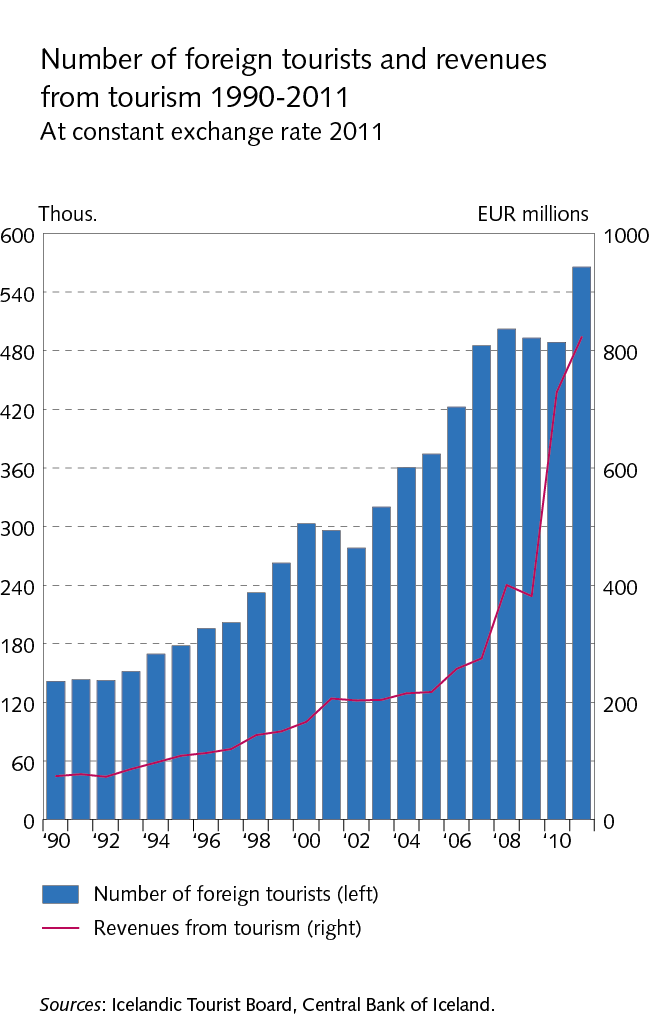 Number of foreign tourists and revenues
from tourism 1990-2011
At constant exchange rate 2011
Thous. EUR millions
600 1000
540
480 800
420
360 600
300
240 400
180
120 200
60
0 0
‘90 ‘92 ‘94 ‘96 ‘98 ‘00 ‘02 ‘04 ‘06 ‘08 ‘10
Number of foreign tourists (left)
Revenues from tourism (right)
Sources: Icelandic Tourist Board, Central Bank of Iceland.